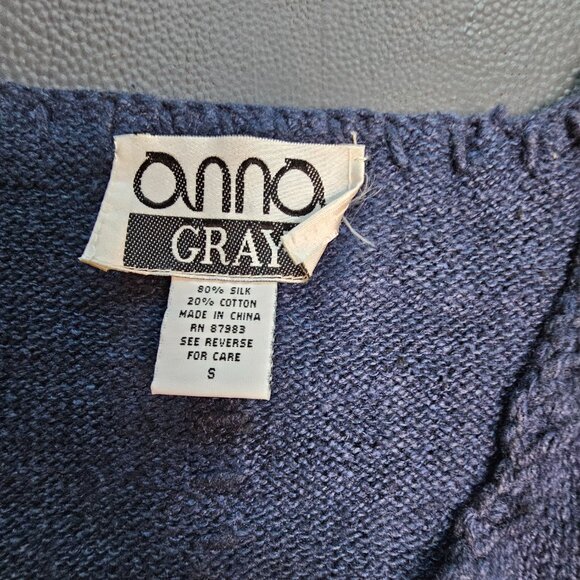 anna
GRAY
80% SILK
20% COTTON
MADE IN CHINA
RN 87983
SEE REVERSE
FOR CARE
S